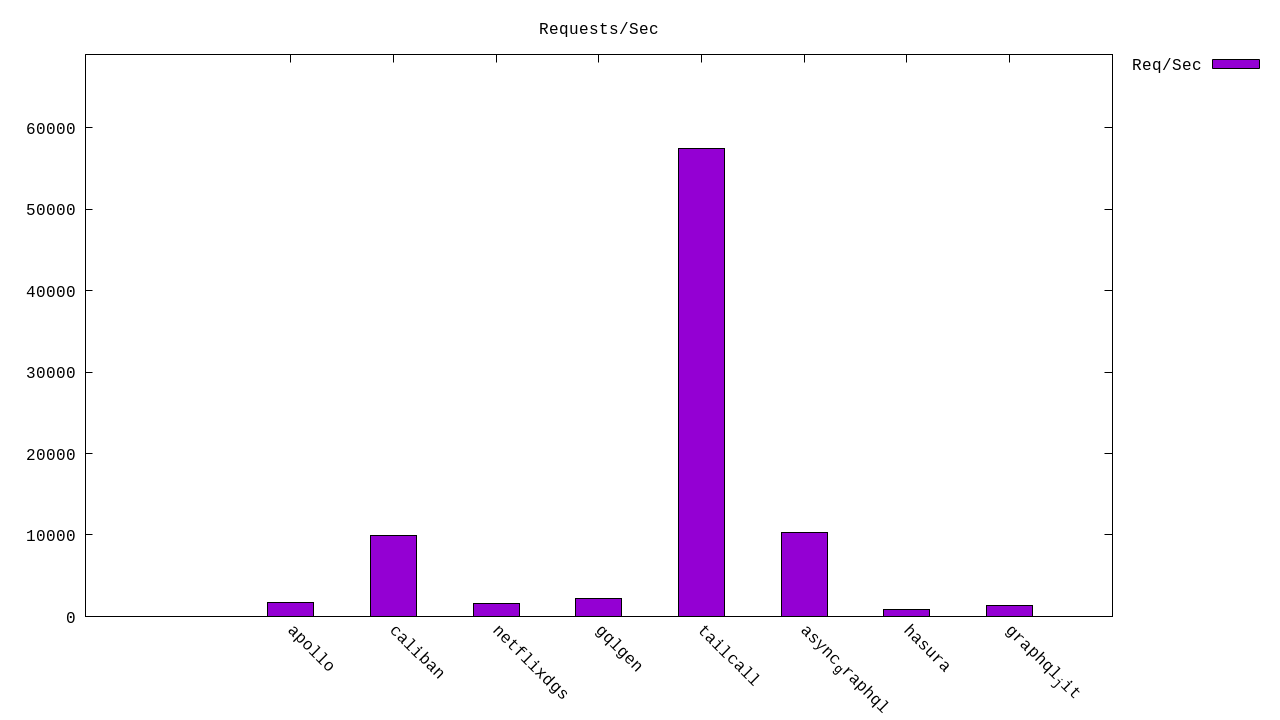 Requests/Sec
Req/Sec
60000
50000
40000
30000
20000
10000
0
apollo
caliban
netflixdgs
gqlgen
tailcall
async_graphql
hasura
graphql_jit